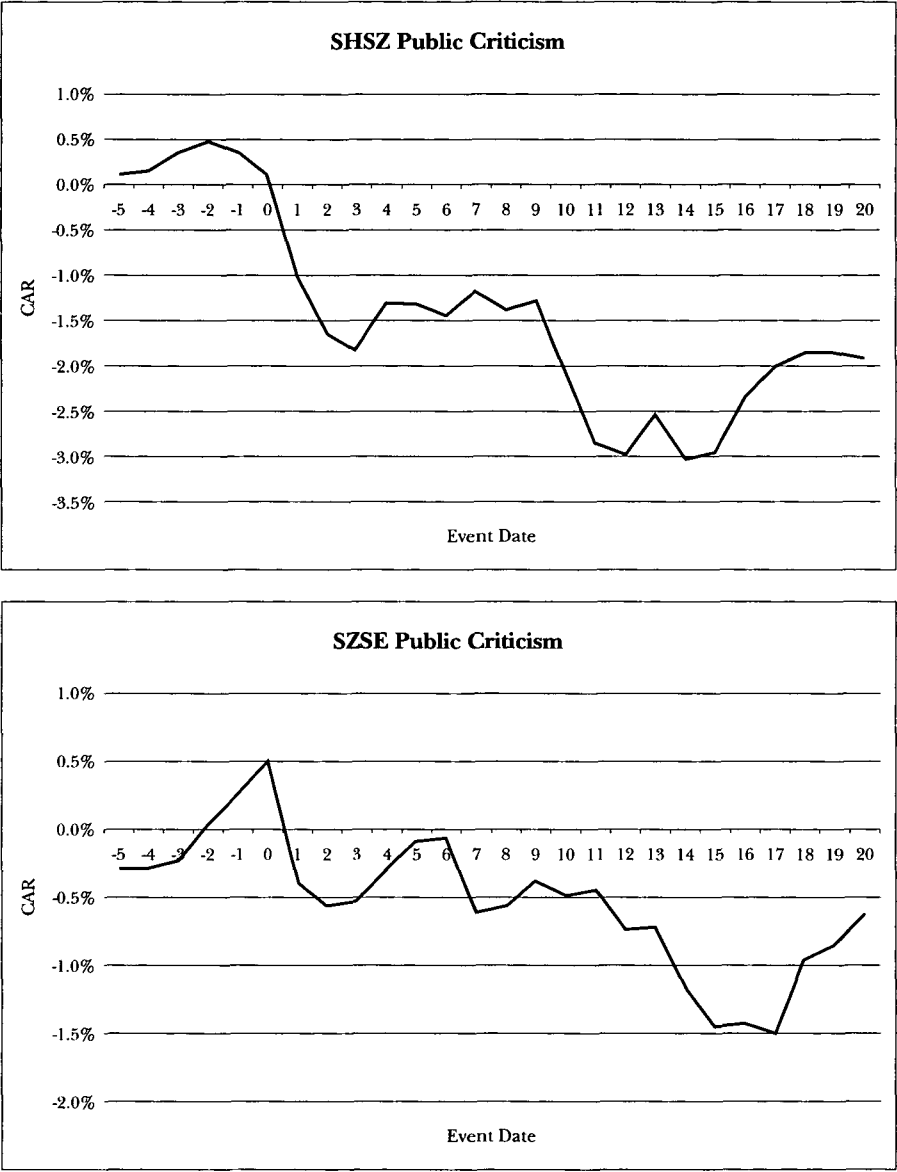 SHSZ Public Criticism
1.0%
0.5%
0.0%
-5 -4 -3 -2 -1 0 1 2 3 4 5 6 7 8 9 10 11 12 13 14 15 16 17 18 19 20
-0.5%
-1.0%
CAR
-1.5%
-2.0%
-2.5%
-3.0%
-3.5%
Event Date
SZSE Public Criticism
1.0%
0.5%
0.0%
-5 -4 -3 -2 -1 0 1 2 3 4 5 6 7 8 9 10 11 12 13 14 15 16 17 18 19 20
-0.5%
CAR
-1.0%
-1.5%
-2.0%
Event Date